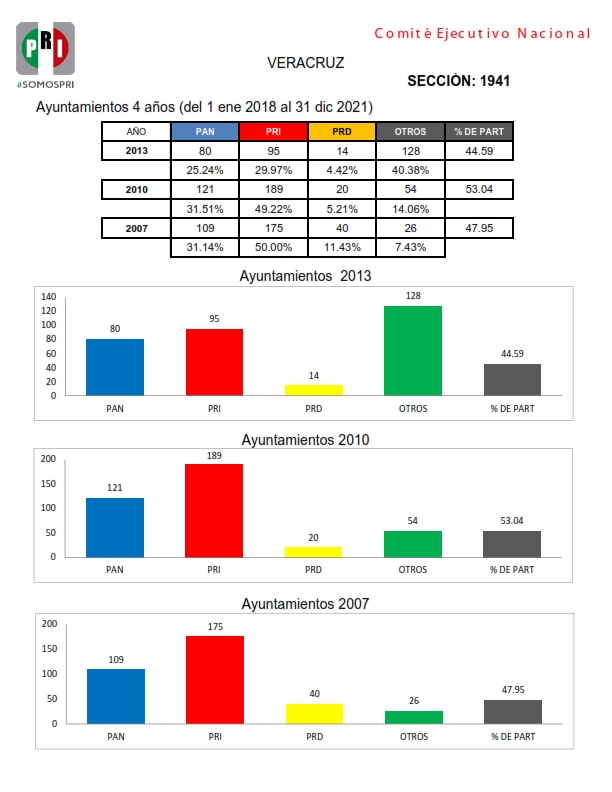 Comité Ejecutivo Nacional
PRI
#SOMOSPRI
VERACRUZ
SECCIÓN: 1941
Ayuntamientos 4 años (del 1 ene 2018 al 31 dic 2021)
AÑO PAN PRI PRD OTROS % DE PART
2013 80 95 14 128 44.59
25.24% 29.97% 4.42% 40.38%
2010 121 189 20 54 53.04
31.51% 49.22% 5.21% 14.06%
2007 109 175 40 26 47.95
31.14% 50.00% 11.43% 7.43%
Ayuntamientos 2013
140
120
100
80
60
40
20
0
80
95
14
128
44.59
PAN PRI PRD OTROS % DE PART
Ayuntamientos 2010
200
150
100
50
0
121
189
20
54
53.04
PAN PRI PRD OTROS % DE PART
Ayuntamientos 2007
200
150
100
50
0
109
175
40
26
47.95
PAN PRI PRD OTROS % DE PART